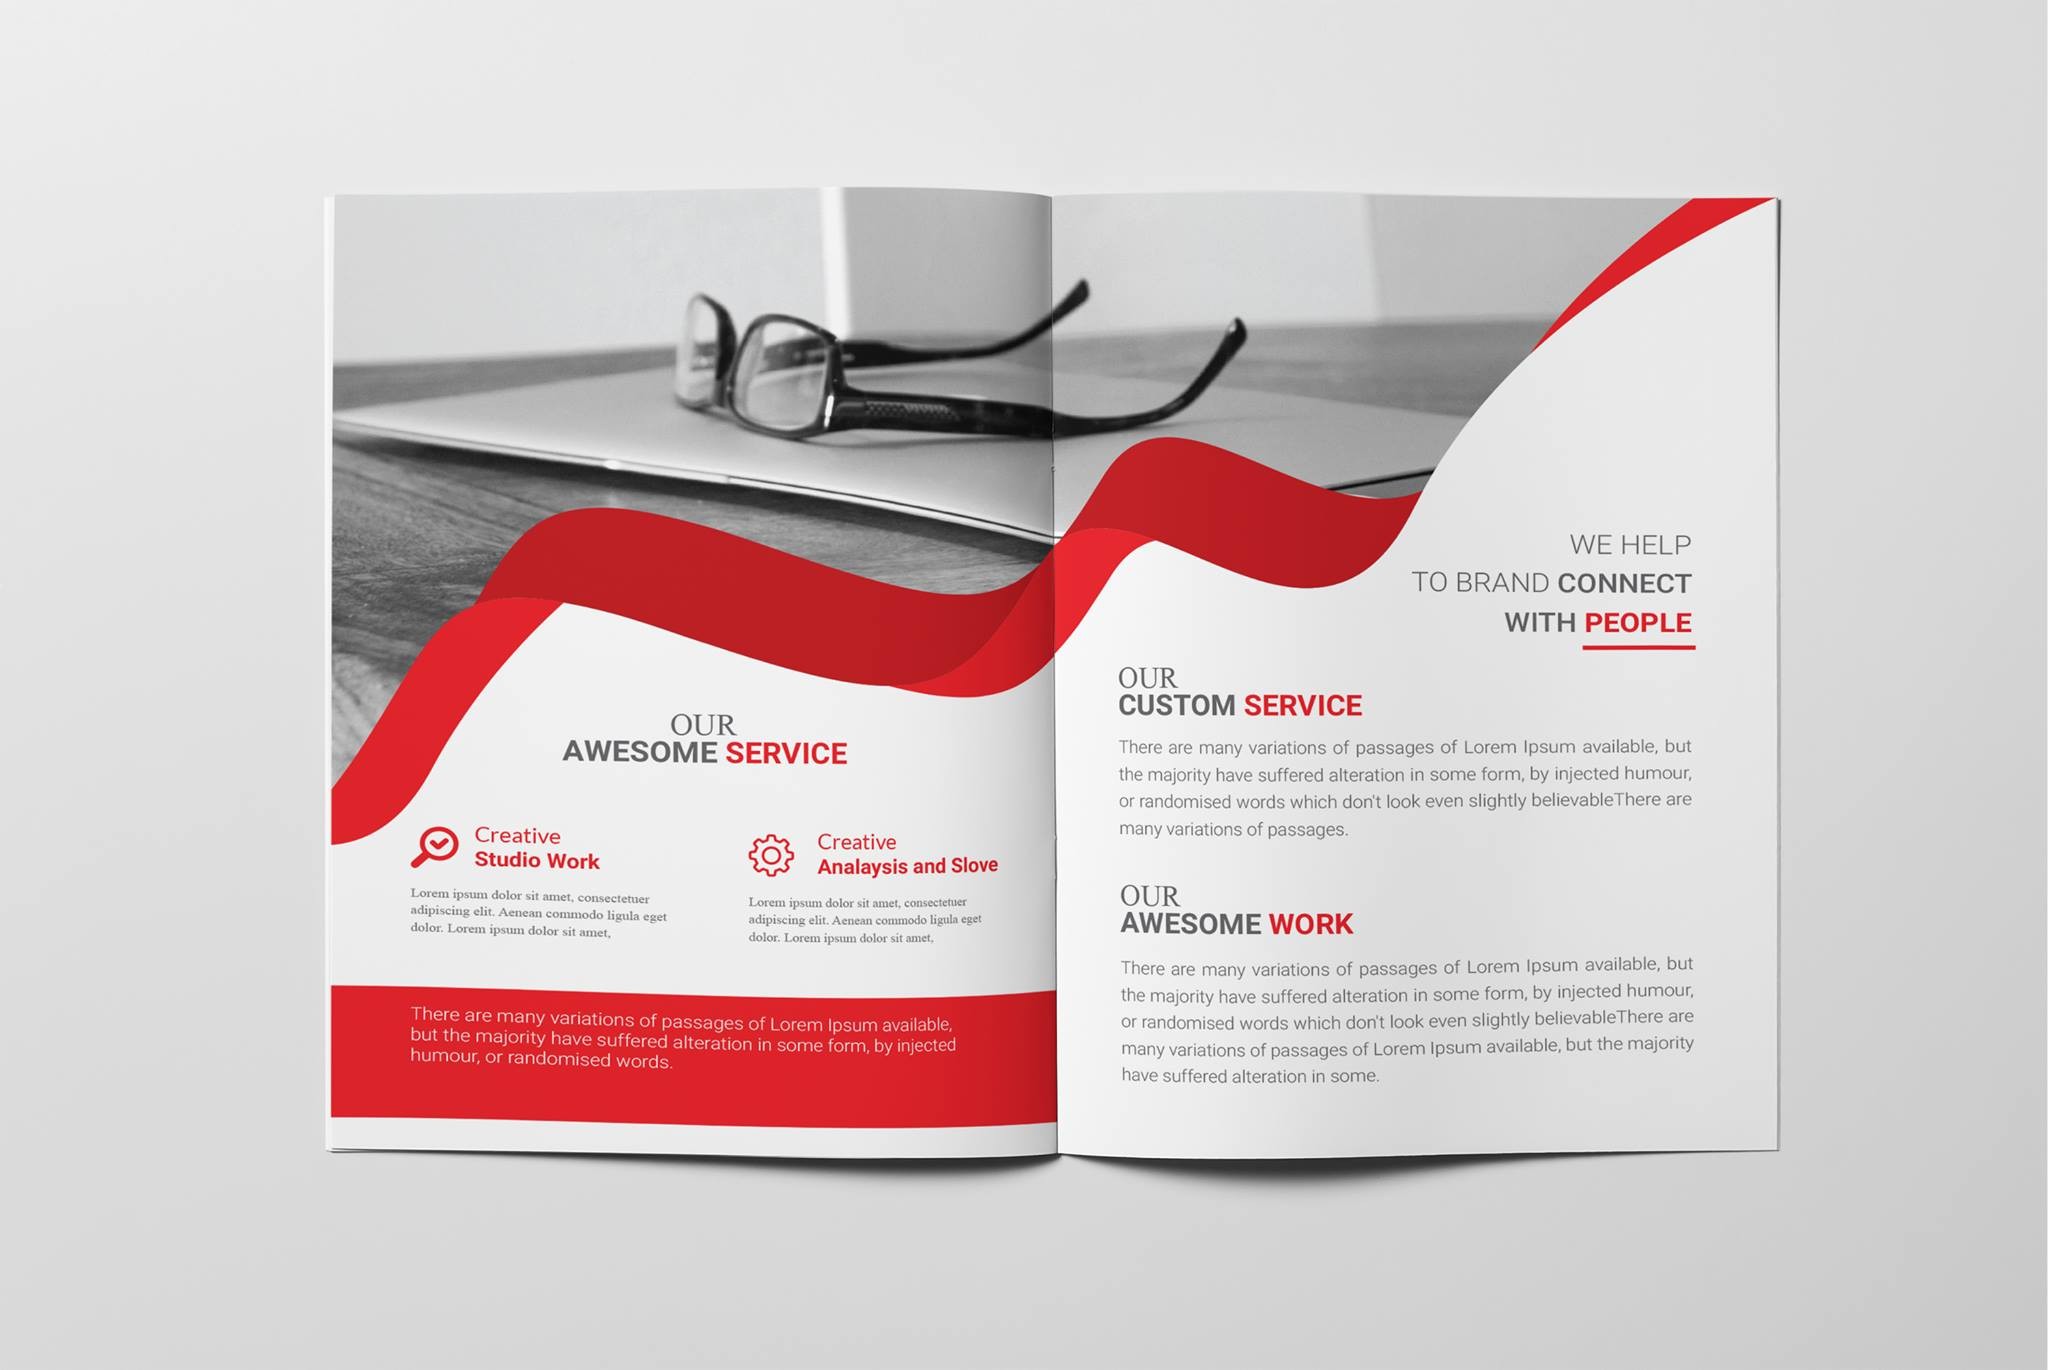 OUR
AWESOME SERVICE
Creative
Studio Work
Lorem ipsum dolor sit amet, consectetuer
adipiscing elit. Aenean commodo ligula eget
dolor. Lorem ipsum dolor sit amet,
Creative
Analaysis and Slove
Lorem ipsum dolor sit amet, consectetuer
adipiscing elit. Aenean commodo ligula eget
dolor. Lorem ipsum dolor sit amet,
There are many variations of passages of Lorem Ipsum available,
but the majority have suffered alteration in some form, by injected
humour, or randomised words.
WE HELP
TO BRAND CONNECT
WITH PEOPLE
OUR
CUSTOM SERVICE
There are many variations of passages of Lorem Ipsum available, but
the majority have suffered alteration in some form, by injected humour,
or randomised words which don't look even slightly believableThere are
many variations of passages.
OUR
AWESOME WORK
There are many variations of passages of Lorem Ipsum available, but
the majority have suffered alteration in some form, by injected humour,
or randomised words which don't look even slightly believableThere are
many variations of passages of Lorem Ipsum available, but the majority
have suffered alteration in some.